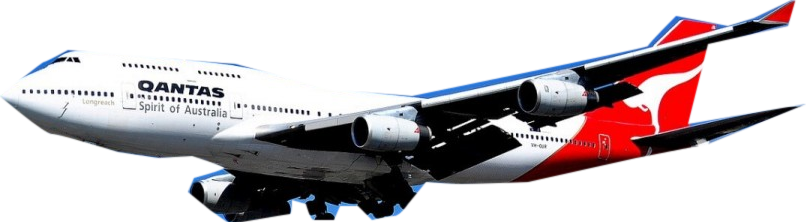 QANTAS
Spirit of Australia
Longreach